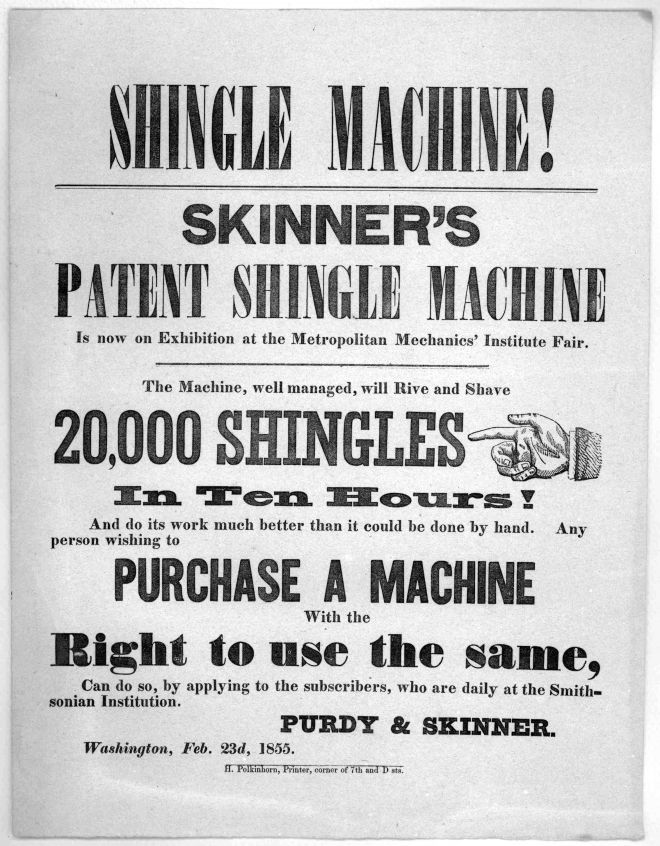 SHINGLE MACHINE!
SKINNER'S
PATENT SHINGLE MACHINE
Is now on Exhibition at the Metropolitan Mechanics' Institute Fair.
The Machine, well managed, will Rive and Shave
20,000 SHINGLES
In Ten Hours!
And do its work much better than it could be done by hand. Any
person wishing to
PURCHASE A MACHINE
With the
Right to use the same,
Can do so, by applying to the subscribers, who are daily at the Smith-
sonian Institution.
PURDY & SKINNER.
Washington, Feb. 23d, 1855.
H. Polkinhorn, Printer, corner of 7th and D sts.